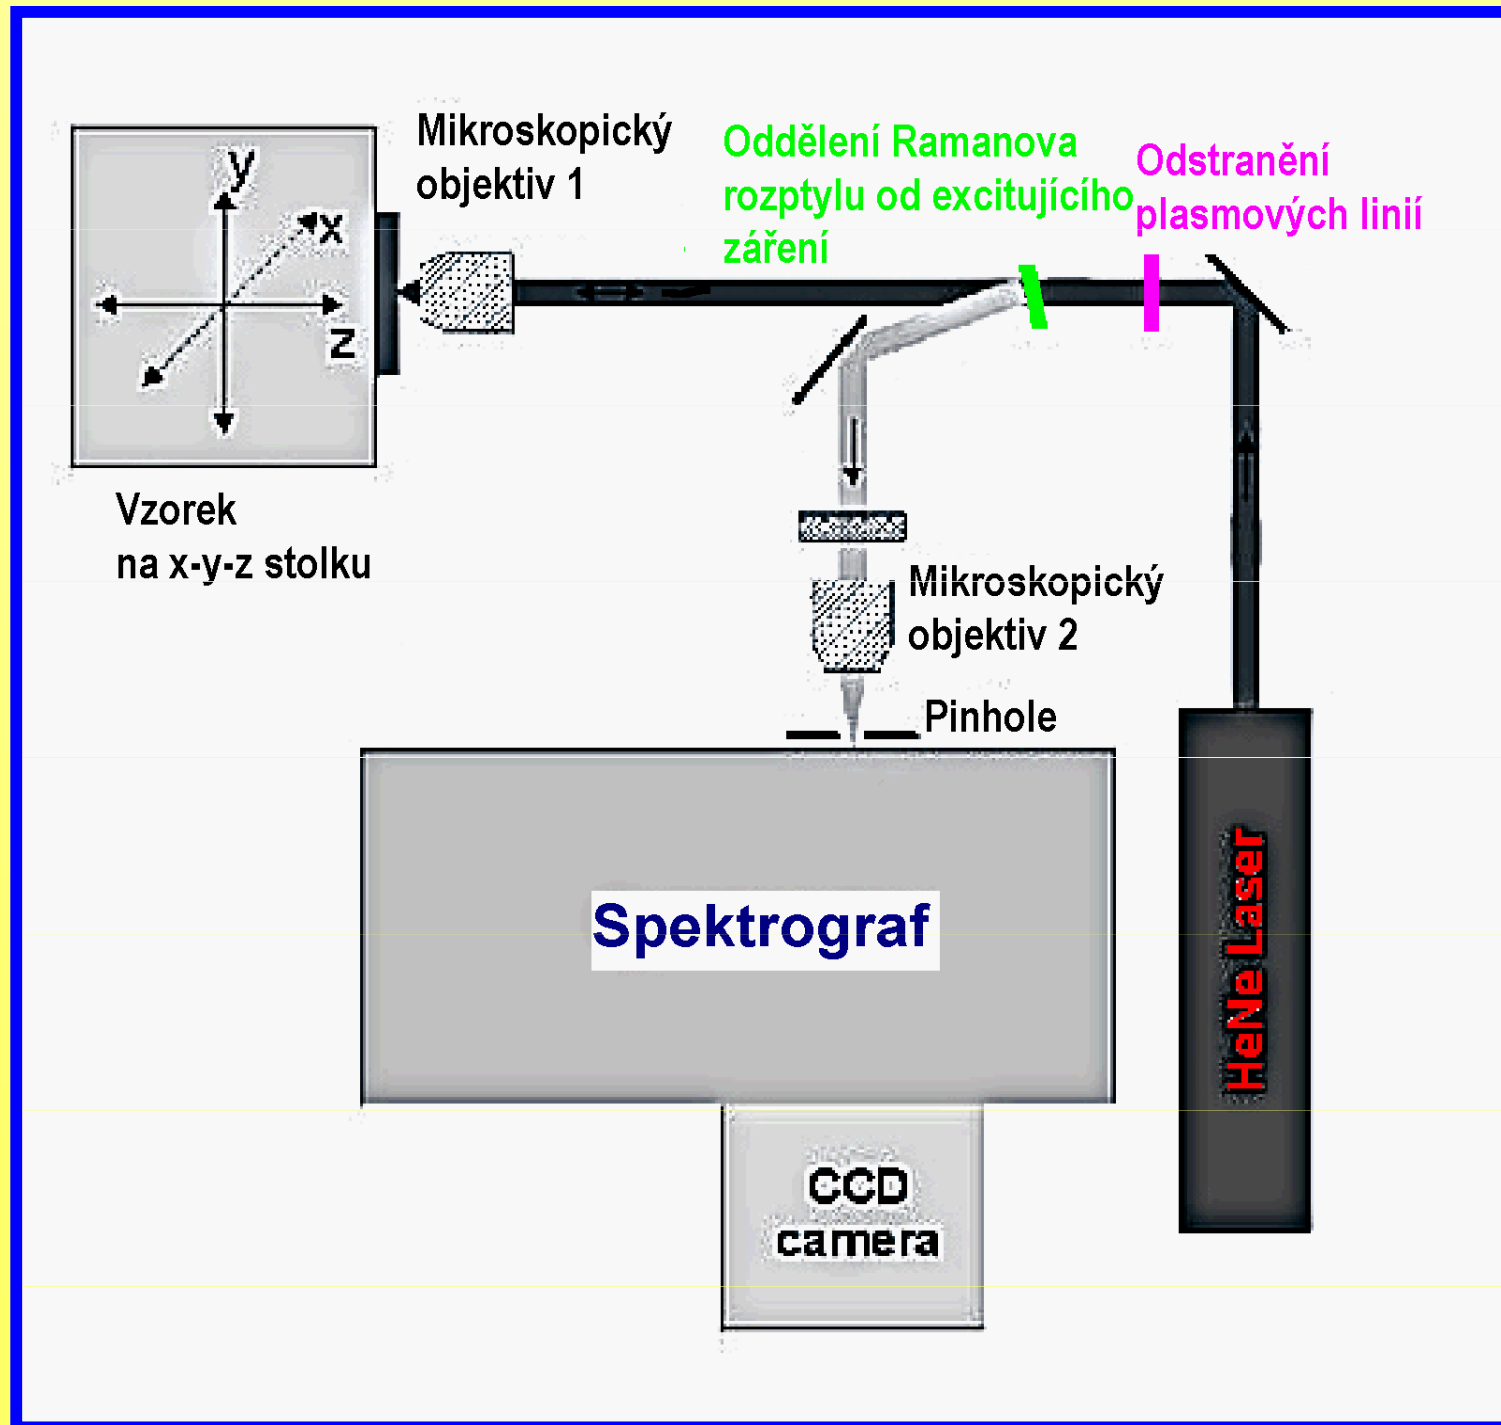 Mikroskopický
objektiv 1
Oddělení Ramanova
rozptylu od excitujícího
záření
Odstranění
plasmových linií
y
x
z
Vzorek
na x-y-z stolku
Mikroskopický
objektiv 2
Pinhole
Spektrograf
HeNe Laser
CCD
camera